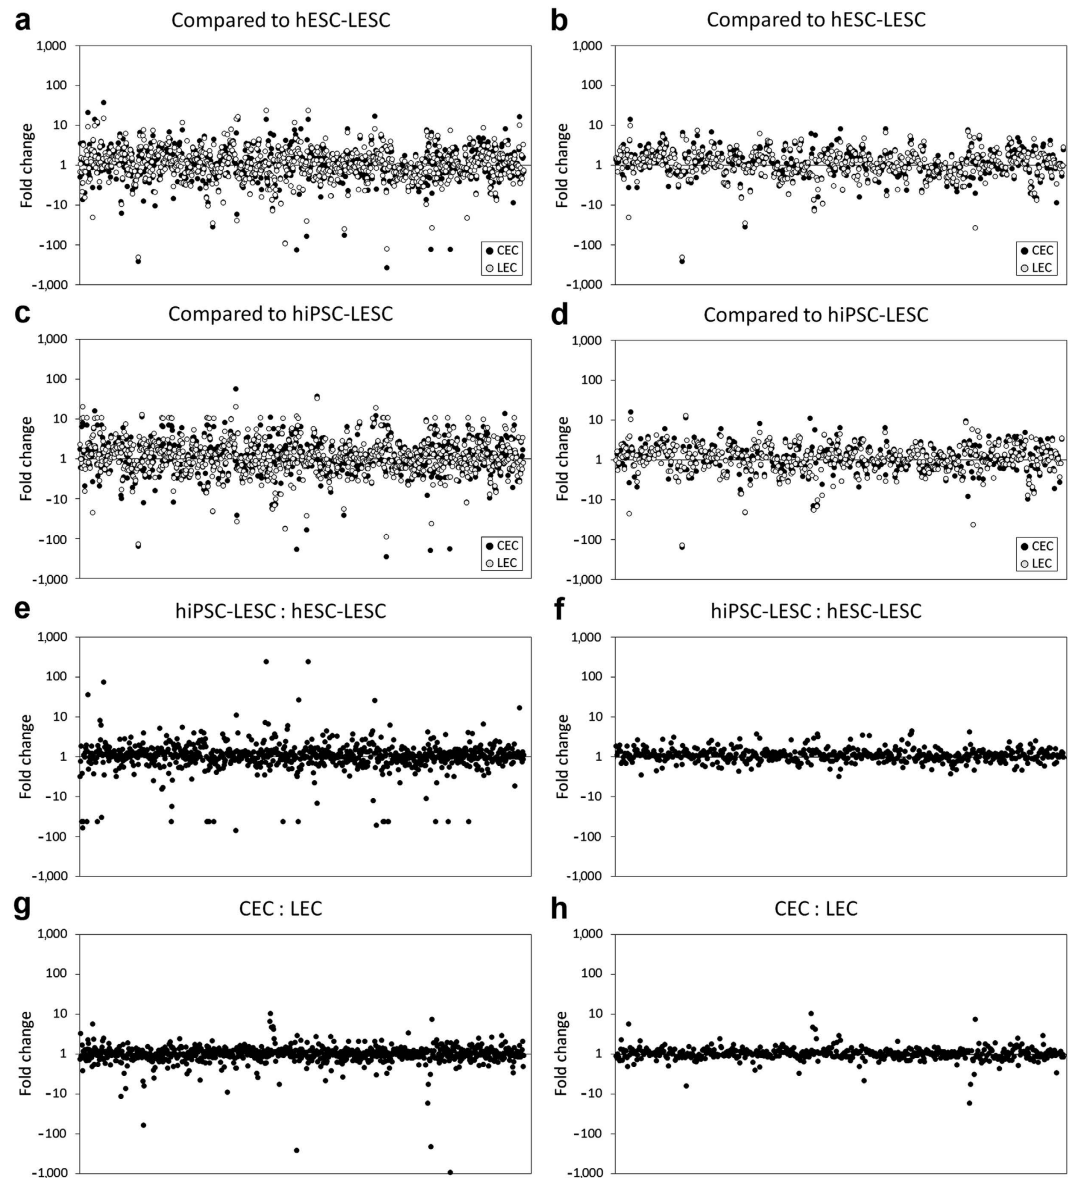 a Compared to hESC-LESC
1,000
100
10
1
-10
-100
-1,000
Fold change
CEC
LEC
b Compared to hESC-LESC
1,000
100
10
1
-10
-100
-1,000
Fold change
CEC
LEC
c Compared to hiPSC-LESC
1,000
100
10
1
-10
-100
-1,000
Fold change
CEC
LEC
d Compared to hiPSC-LESC
1,000
100
10
1
-10
-100
-1,000
Fold change
CEC
LEC
e hiPSC-LESC : hESC-LESC
1,000
100
10
1
-10
-100
-1,000
Fold change
f hiPSC-LESC : hESC-LESC
1,000
100
10
1
-10
-100
-1,000
Fold change
g CEC : LEC
1,000
100
10
1
-10
-100
-1,000
Fold change
h CEC : LEC
1,000
100
10
1
-10
-100
-1,000
Fold change